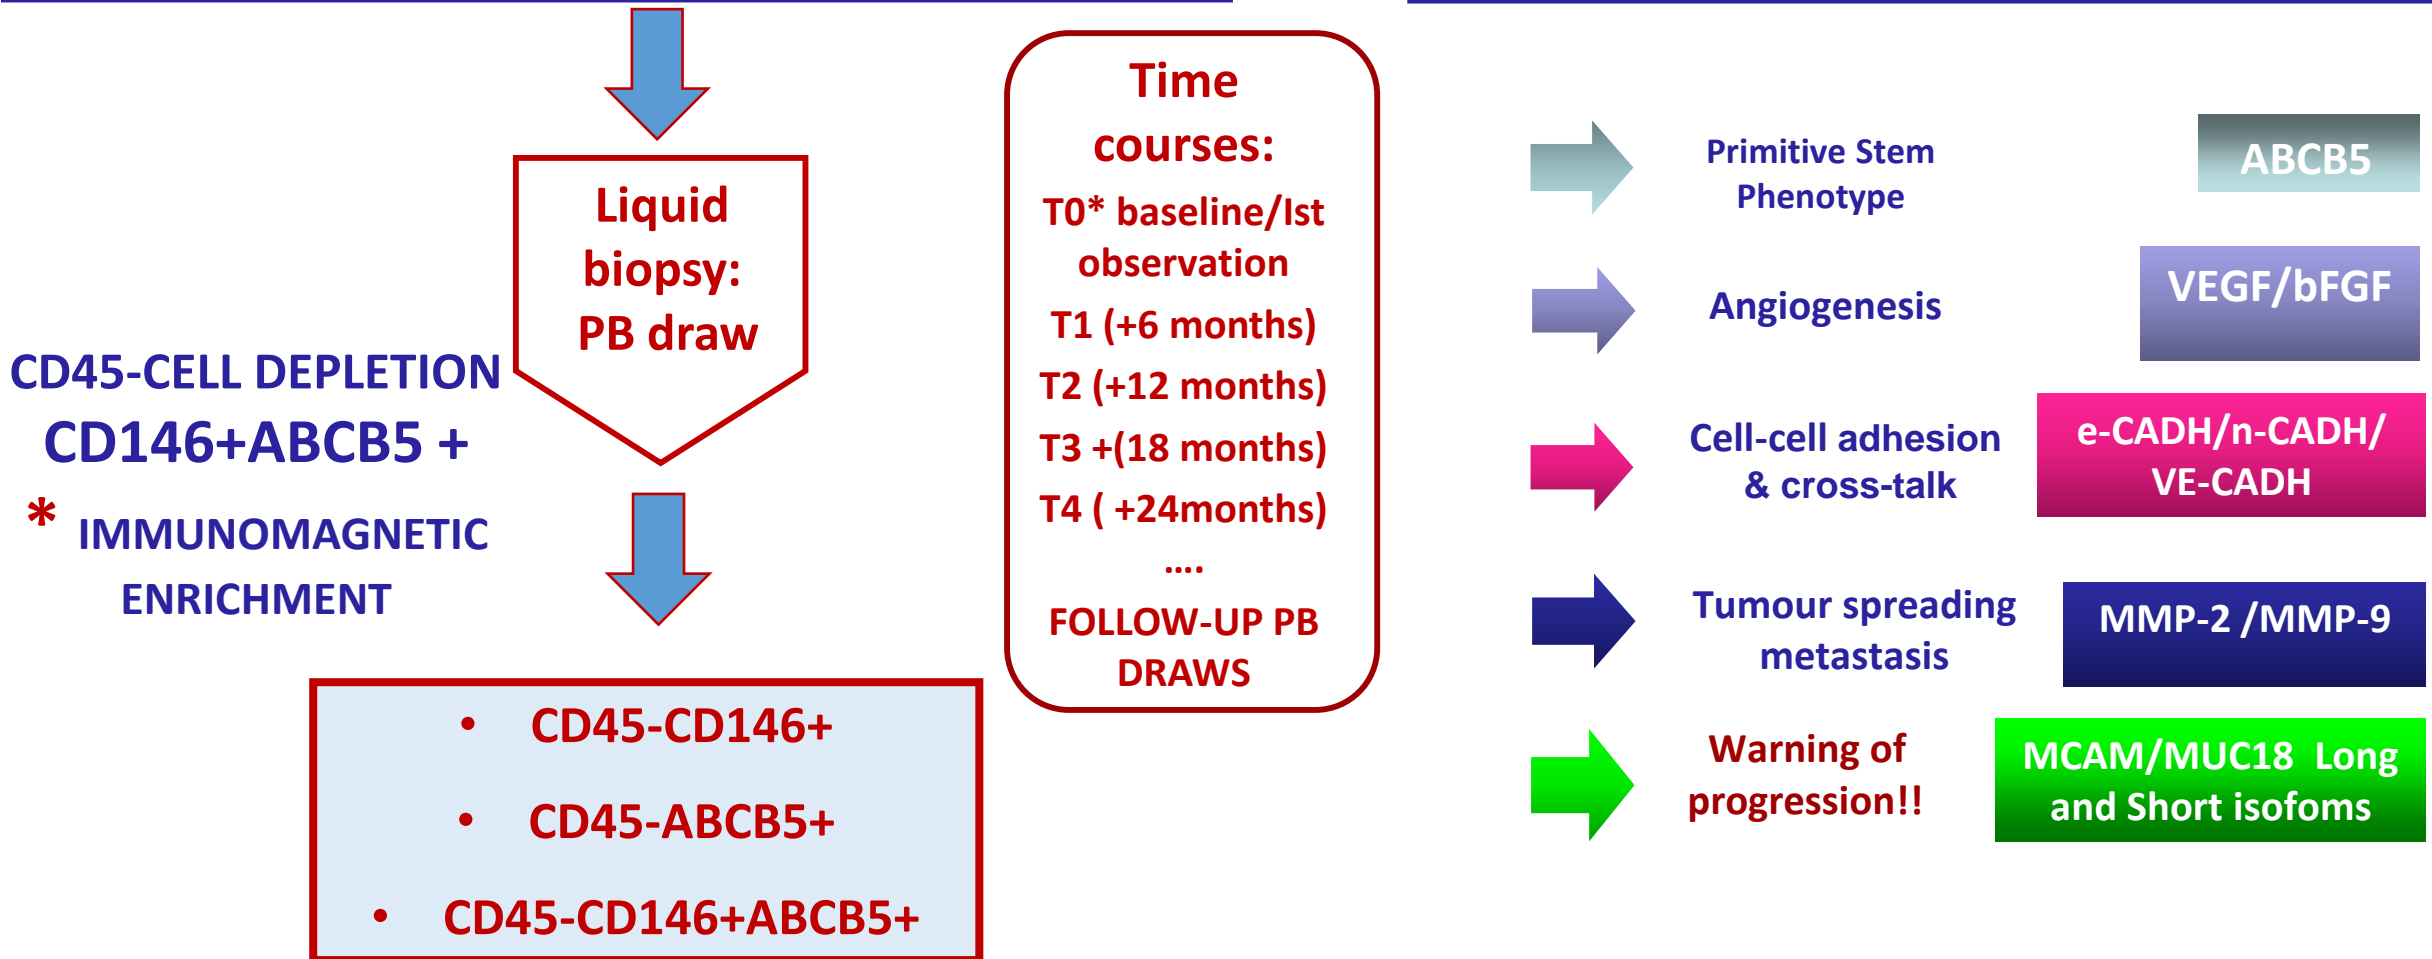 Liquid
biopsy:
PB draw
CD45-CELL DEPLETION
CD146+ABCB5 +
* IMMUNOMAGNETIC
ENRICHMENT
• CD45-CD146+
• CD45-ABCB5+
• CD45-CD146+ABCB5+
Time
courses:
T0* baseline/Ist
observation
T1 (+6 months)
T2 (+12 months)
T3 +(18 months)
T4 ( +24months)
....
FOLLOW-UP PB
DRAWS
Primitive Stem
Phenotype
ABCB5
Angiogenesis
VEGF/bFGF
Cell-cell adhesion
& cross-talk
e-CADH/n-CADH/
VE-CADH
Tumour spreading
metastasis
MMP-2 /MMP-9
Warning of
progression!!
MCAM/MUC18 Long
and Short isofoms